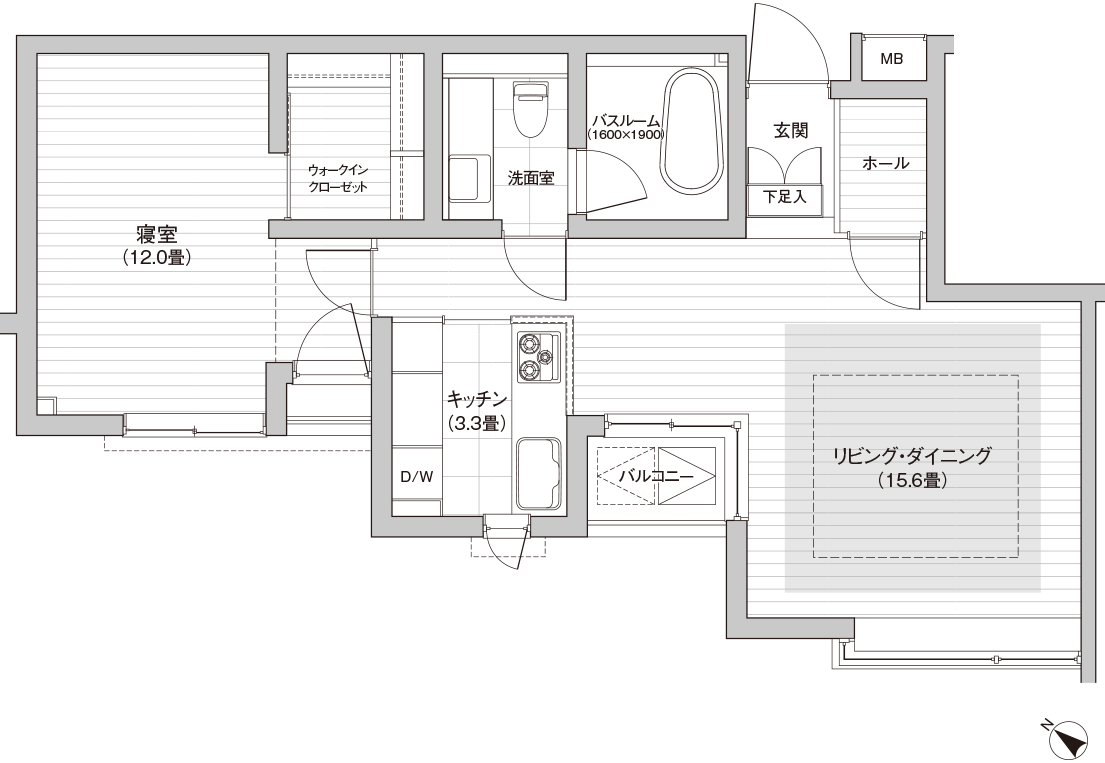 MB
バスルーム
(1600×1900)
玄関
ホール
ウォークイン
クローゼット
洗面室
下足入
寝室
(12.0畳)
キッチン
(3.3畳)
D/W
バルコニー
リビング・ダイニング
(15.6畳)
N